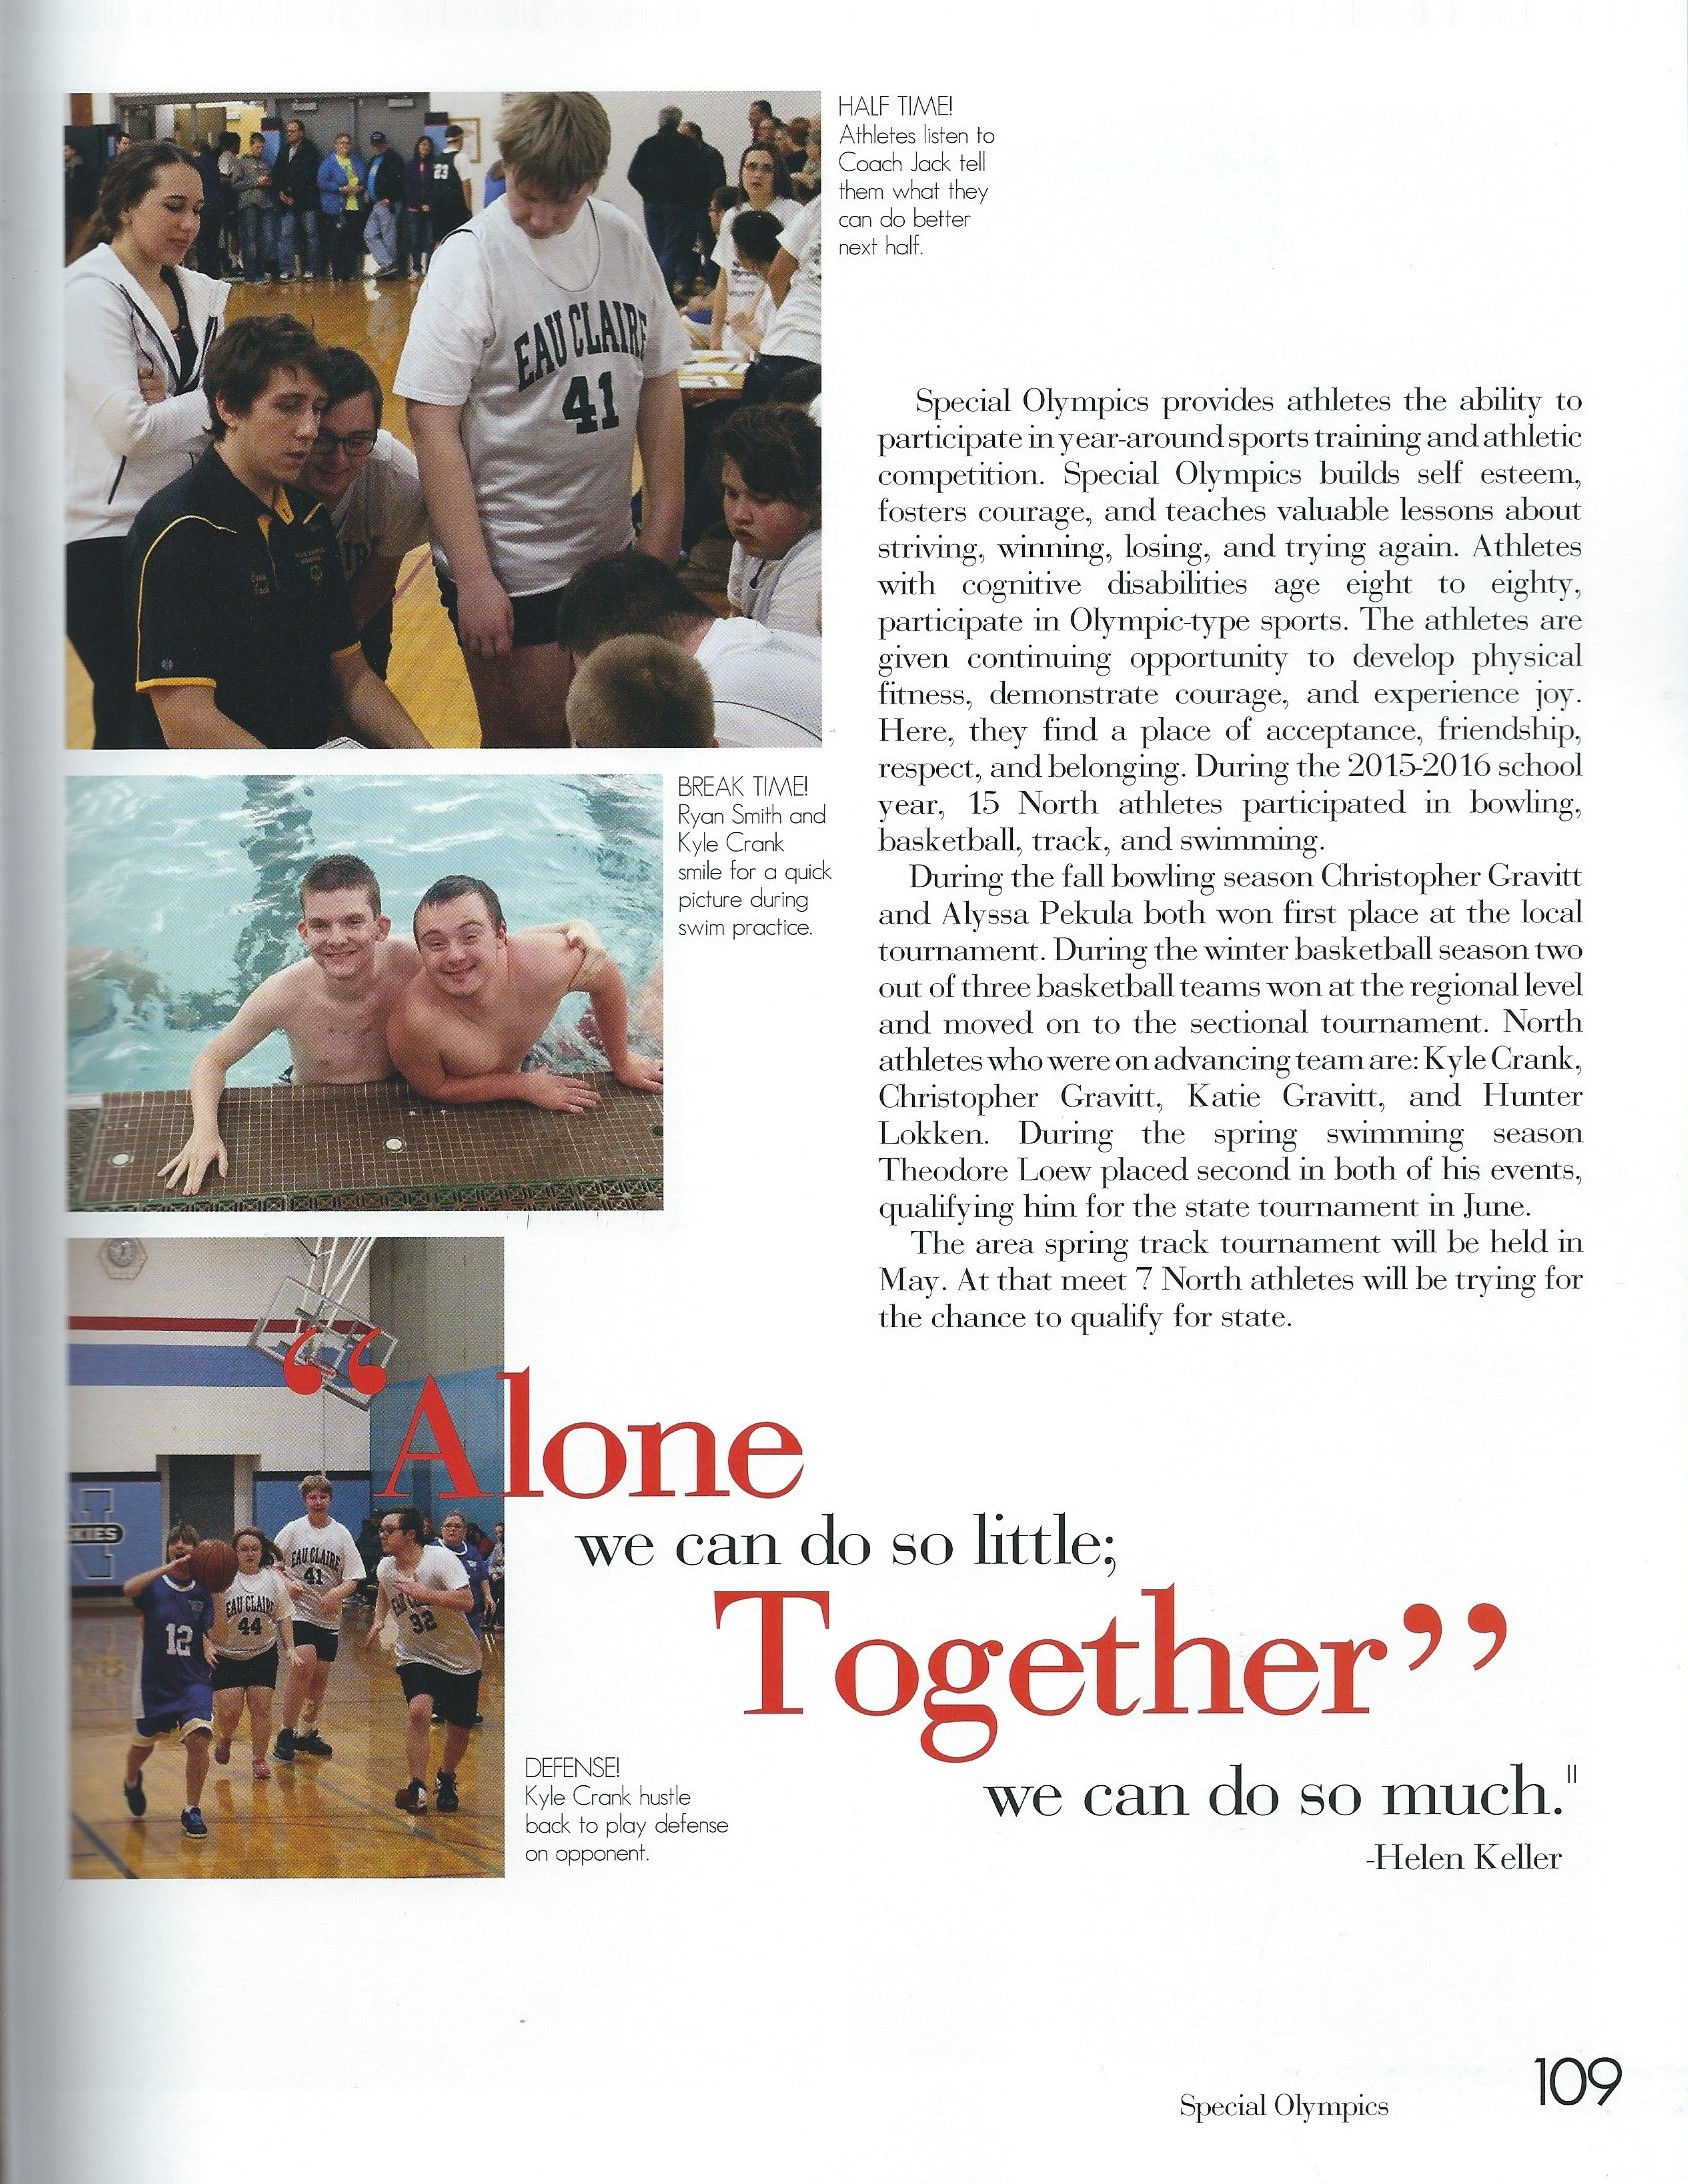 HALF TIME!
Athletes listen to
Coach Jack tell
them what they
can do better
next half.
23
EAU CLAIRE
41
Special Olympics provides athletes the ability to
participate in year-around sports training and athletic
competition. Special Olympics builds self esteem,
fosters courage, and teaches valuable lessons about
striving, winning, losing, and trying again. Athletes
with cognitive disabilities age eight to eighty,
participate in Olympic-type sports. The athletes are
given continuing opportunity to develop physical
fitness, demonstrate courage, and experience joy.
Here, they find a place of acceptance, friendship,
respect, and belonging. During the 2015-2016 school
year, 15 North athletes participated in bowling,
basketball, track, and swimming.
During the fall bowling season Christopher Gravitt
and Alyssa Pekula both won first place at the local
tournament. During the winter basketball season two
out of three basketball teams won at the regional level
and moved on to the sectional tournament. North
athletes who were on advancing team are: Kyle Crank,
Christopher Gravitt, Katie Gravitt, and Hunter
Lokken. During the spring swimming season
Theodore Loew placed second in both of his events,
qualifying him for the state tournament in June.
The area spring track tournament will be held in
May. At that meet 7 North athletes will be trying for
the chance to qualify for state.
BREAK TIME!
Ryan Smith and
Kyle Crank
smile for a quick
picture during
swim practice.
“Alone
we can do so little;
Together”
we can do so much."
-Helen Keller
N
KIES
12
EAU CLAIRE
44
EAU CLAIRE
41
32
DEFENSE!
Kyle Crank hustle
back to play defense
on opponent.
Special Olympics
109